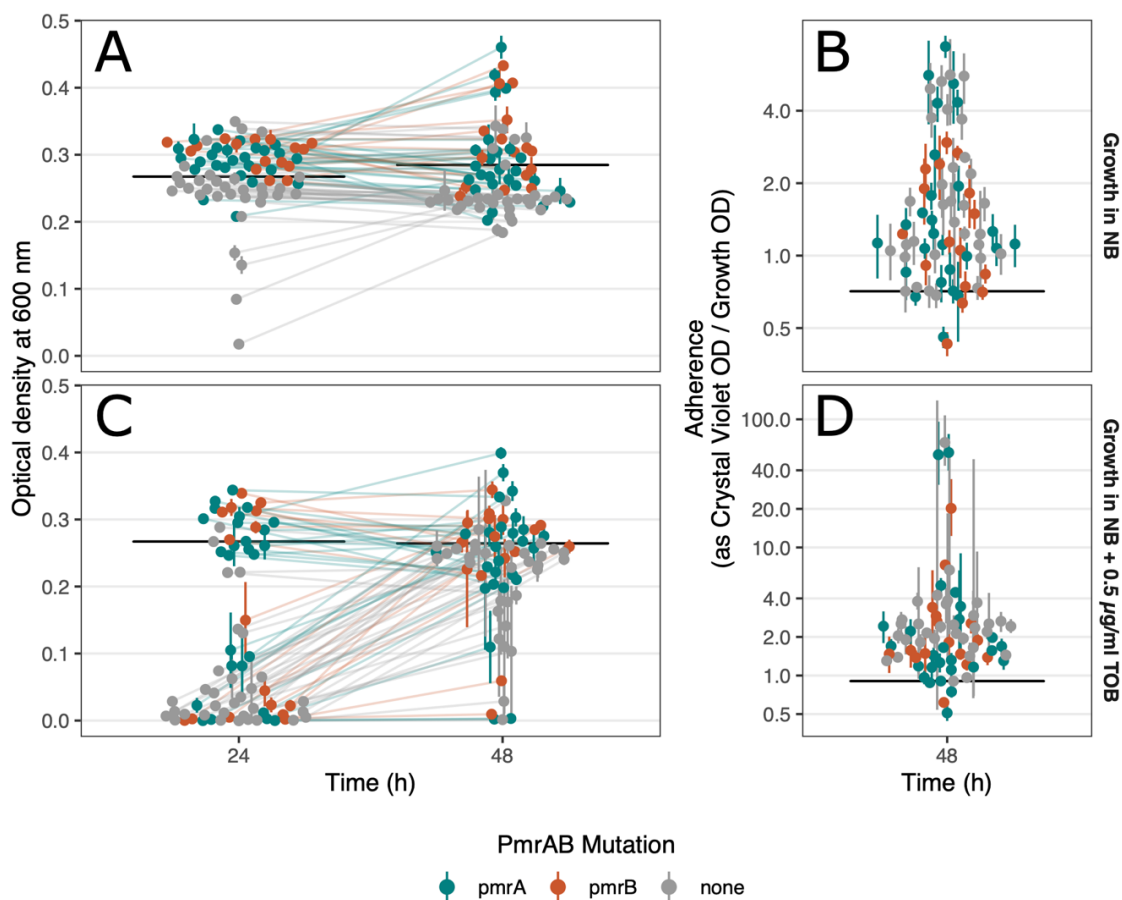 A
B
0.5
0.4
0.3
0.2
0.1
0.0
4.0
2.0
1.0
0.5
Growth in NB
Optical density at 600 nm
Adherence
(as Crystal Violet OD / Growth OD)
C
D
0.5
0.4
0.3
0.2
0.1
0.0
100.0
40.0
20.0
10.0
4.0
2.0
1.0
0.5
Growth in NB + 0.5 µg/ml TOB
24
48
48
Time (h)
Time (h)
PmrAB Mutation
pmrA
pmrB
none